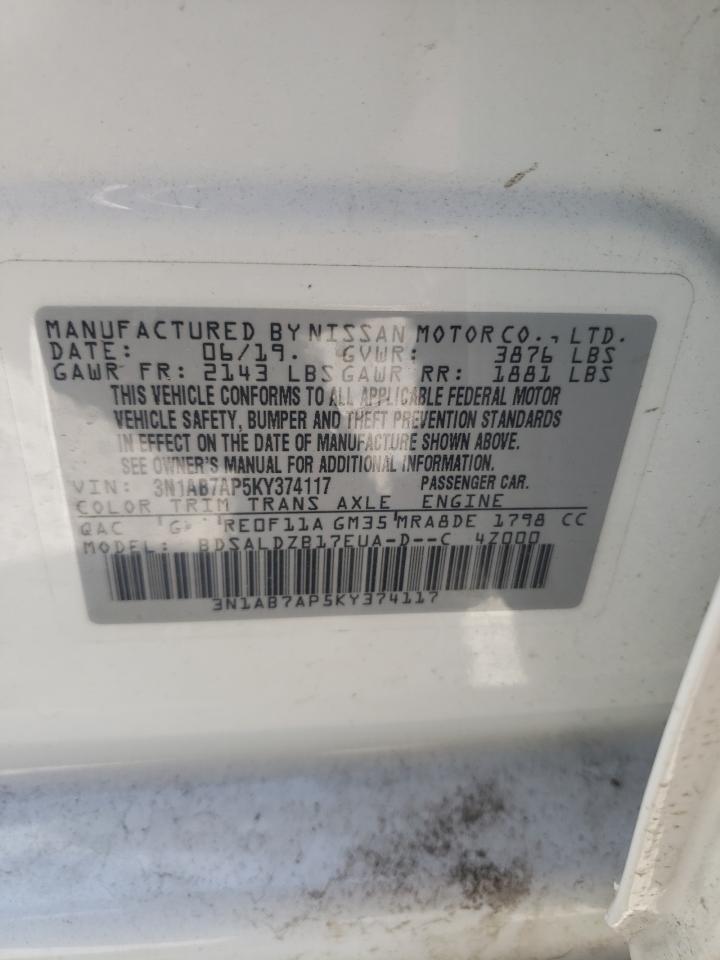 MANUFACTURED BY NISSAN MOTOR CO., LTD.
DATE: 06/19. GVWR: 3876 LBS
GAWR FR: 2143 LBS GAWR RR: 1881 LBS
THIS VEHICLE CONFORMS TO ALL APPLICABLE FEDERAL MOTOR
VEHICLE SAFETY, BUMPER AND THEFT PREVENTION STANDARDS
IN EFFECT ON THE DATE OF MANUFACTURE SHOWN ABOVE.
SEE OWNER'S MANUAL FOR ADDITIONAL INFORMATION.
VIN: 3N1AB7AP5KY374117 PASSENGER CAR.
COLOR TRIM TRANS AXLE ENGINE
QAC RE0F11A GM35 MRA8DE 1798 CC
MODEL: BDSALDZB17EUA-D--C 4Z000
3N1AB7AP5KY374117